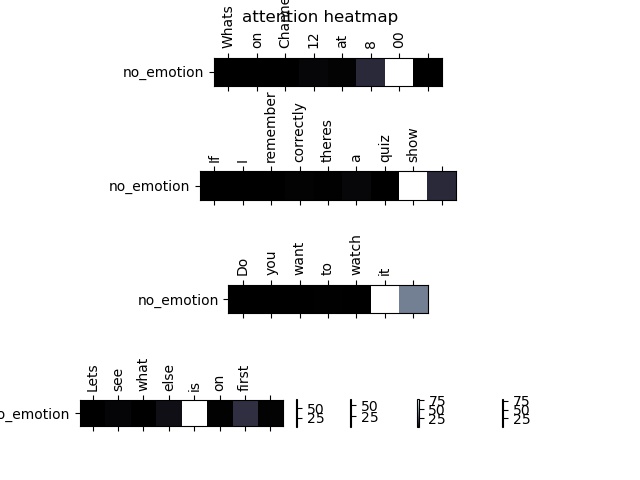 attention heatmap
Whats on Channe 12 at 8 00
no_emotion
If I remember correctly theres a quiz show
no_emotion
Do you want to watch it
no_emotion
Lets see what else is on first
o_emotion
50 50 75 75
25 25 50 50
25 25